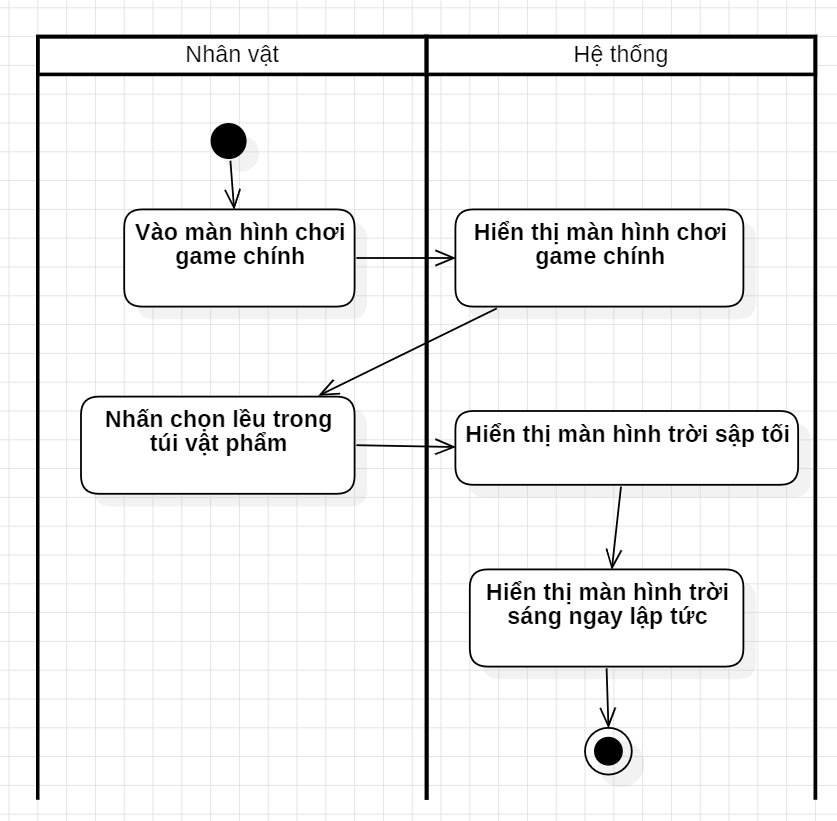 Nhân vật
Hệ thống
Vào màn hình chơi
game chính
Hiển thị màn hình chơi
game chính
Nhấn chọn lều trong
túi vật phẩm
Hiển thị màn hình trời sập tối
Hiển thị màn hình trời
sáng ngay lập tức